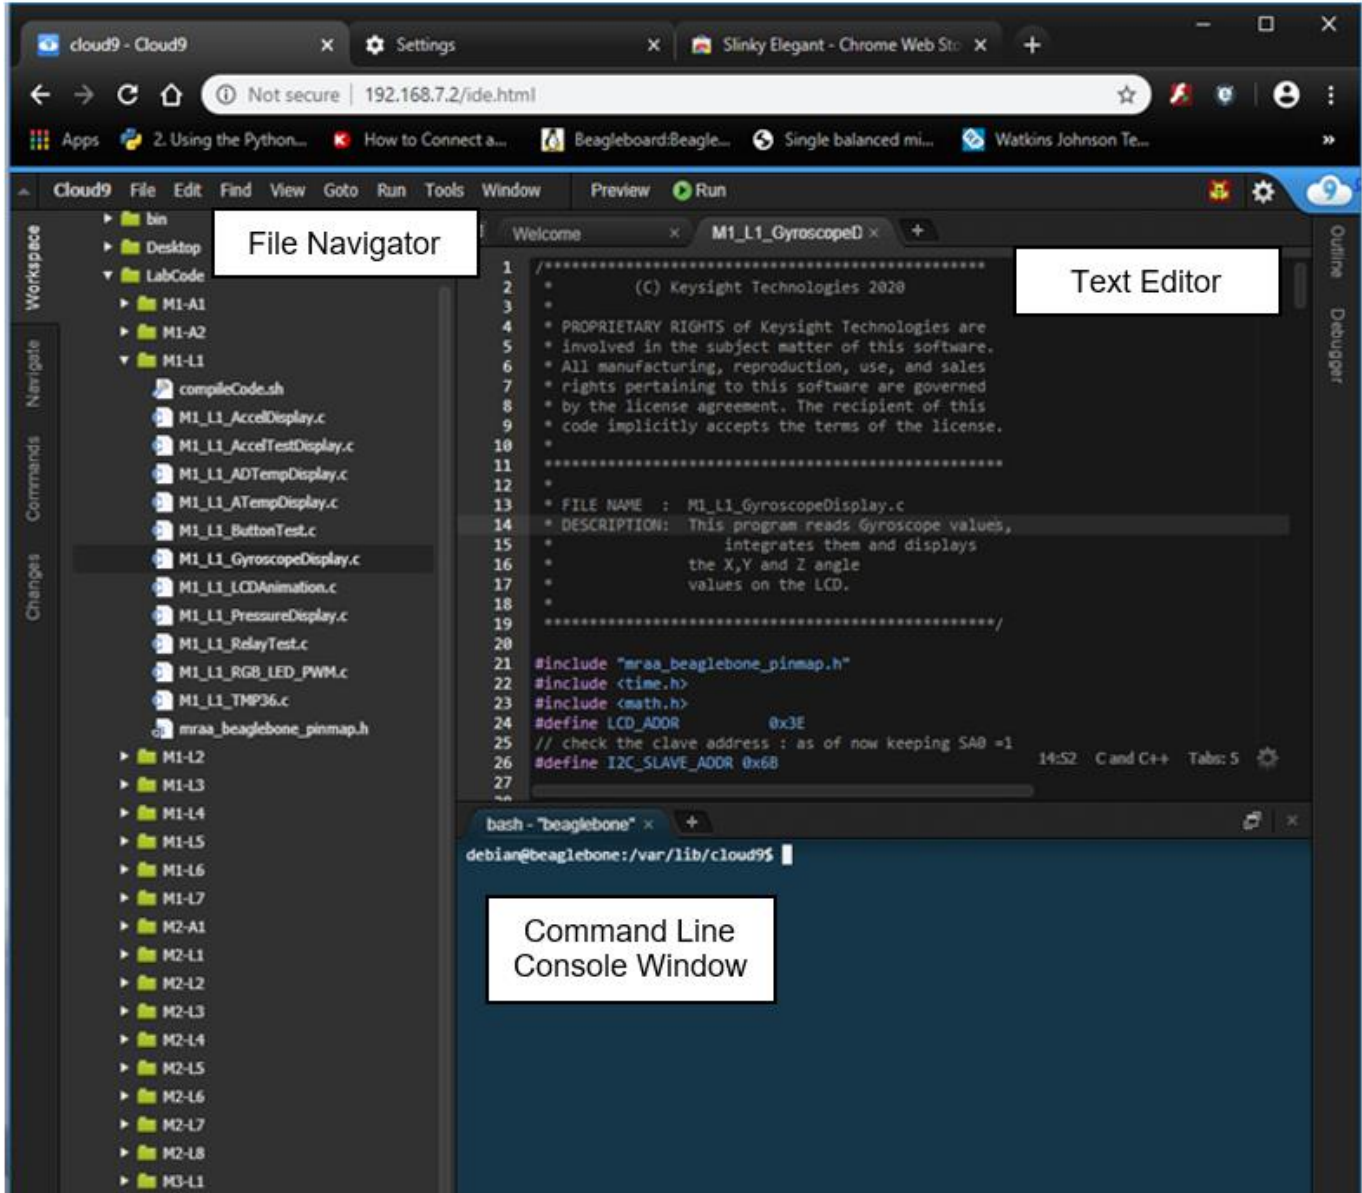 cloud9 - Cloud9
Settings
Slinky Elegant - Chrome Web Sto
Not secure | 192.168.7.2/ide.html
Apps 2. Using the Python... How to Connect a... Beagleboard:Beagle... Single balanced mi... Watkins Johnson Te... »
Cloud9 File Edit Find View Goto Run Tools Window Preview Run
Workspace
Navigate
Commands
Changes
bin
Desktop
LabCode
M1-A1
M1-A2
M1-L1
compileCode.sh
M1_L1_AccelDisplay.c
M1_L1_AccelTestDisplay.c
M1_L1_ADTempDisplay.c
M1_L1_ATempDisplay.c
M1_L1_ButtonTest.c
M1_L1_GyroscopeDisplay.c
M1_L1_LCDAnimation.c
M1_L1_PressureDisplay.c
M1_L1_RelayTest.c
M1_L1_RGB_LED_PWM.c
M1_L1_TMP36.c
mraa_beaglebone_pinmap.h
M1-L2
M1-L3
M1-L4
M1-L5
M1-L6
M1-L7
M2-A1
M2-L1
M2-L2
M2-L3
M2-L4
M2-L5
M2-L6
M2-L7
M2-L8
M3-L1
File Navigator
Welcome
M1_L1_GyroscopeD
Text Editor
1 /************************************************
2 * (C) Keysight Technologies 2020
3 *
4 * PROPRIETARY RIGHTS of Keysight Technologies are
5 * involved in the subject matter of this software.
6 * All manufacturing, reproduction, use, and sales
7 * rights pertaining to this software are governed
8 * by the license agreement. The recipient of this
9 * code implicitly accepts the terms of the license.
10 *
11 **************************************************
12 *
13 * FILE NAME : M1_L1_GyroscopeDisplay.c
14 * DESCRIPTION: This program reads Gyroscope values,
15 * integrates them and displays
16 * the X,Y and Z angle
17 * values on the LCD.
18 *
19 *************************************************/
20
21 #include "mraa_beaglebone_pinmap.h"
22 #include <time.h>
23 #include <math.h>
24 #define LCD_ADDR 0x3E
25 // check the clave address : as of now keeping SA0 =1
26 #define I2C_SLAVE_ADDR 0x6B
27
14:52 C and C++ Tabs: 5
Outline
Debugger
bash - "beaglebone"
debian@beaglebone:/var/lib/cloud9$
Command Line
Console Window